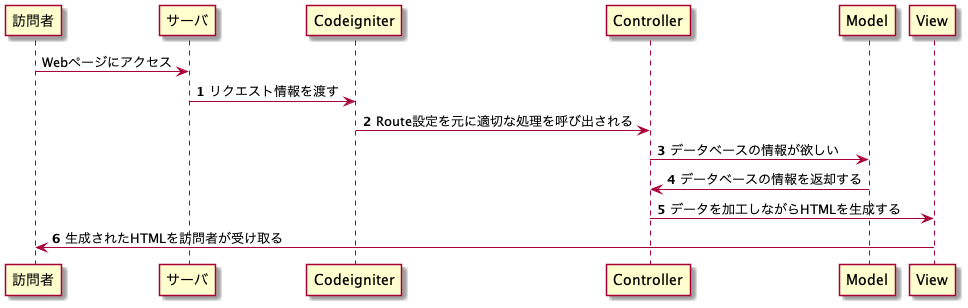 訪問者 サーバ Codeigniter Controller Model View
Webページにアクセス
1 リクエスト情報を渡す
2 Route設定を元に適切な処理を呼び出される
3 データベースの情報が欲しい
4 データベースの情報を返却する
5 データを加工しながらHTMLを生成する
6 生成されたHTMLを訪問者が受け取る
訪問者 サーバ Codeigniter Controller Model View